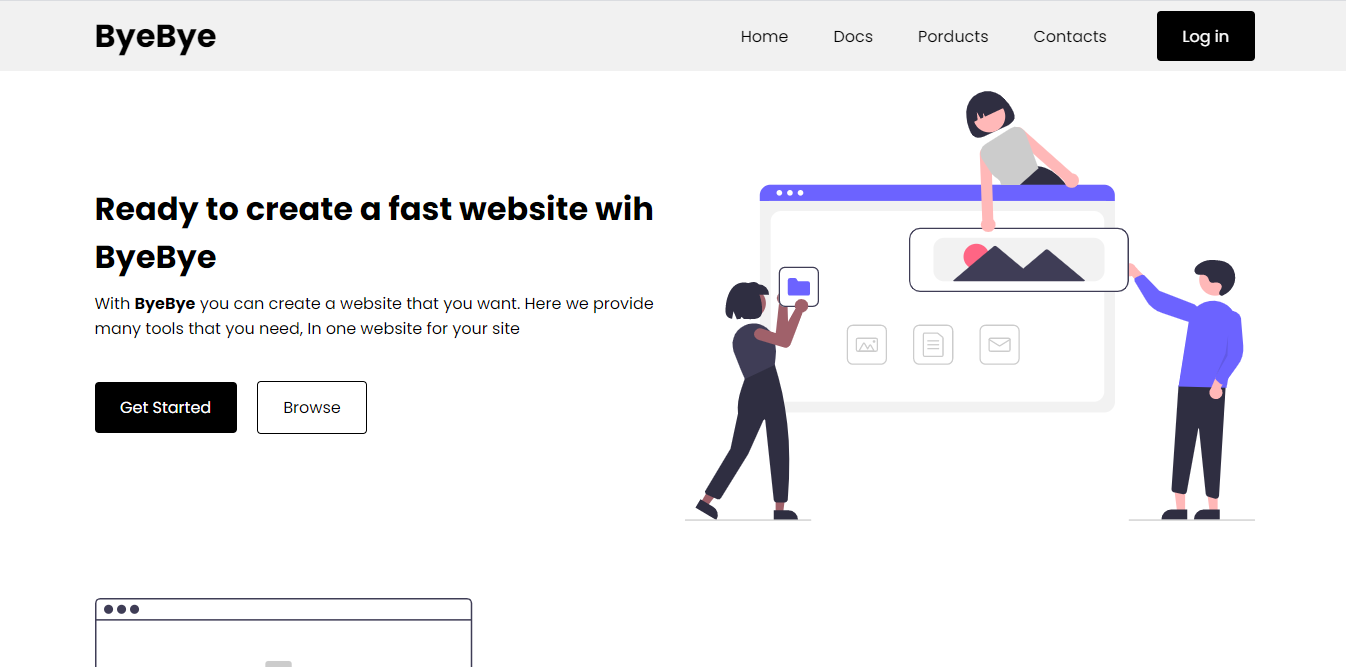 ByeBye
Home Docs Porducts Contacts Log in
Ready to create a fast website wih
ByeBye
With ByeBye you can create a website that you want. Here we provide
many tools that you need, In one website for your site
Get Started Browse